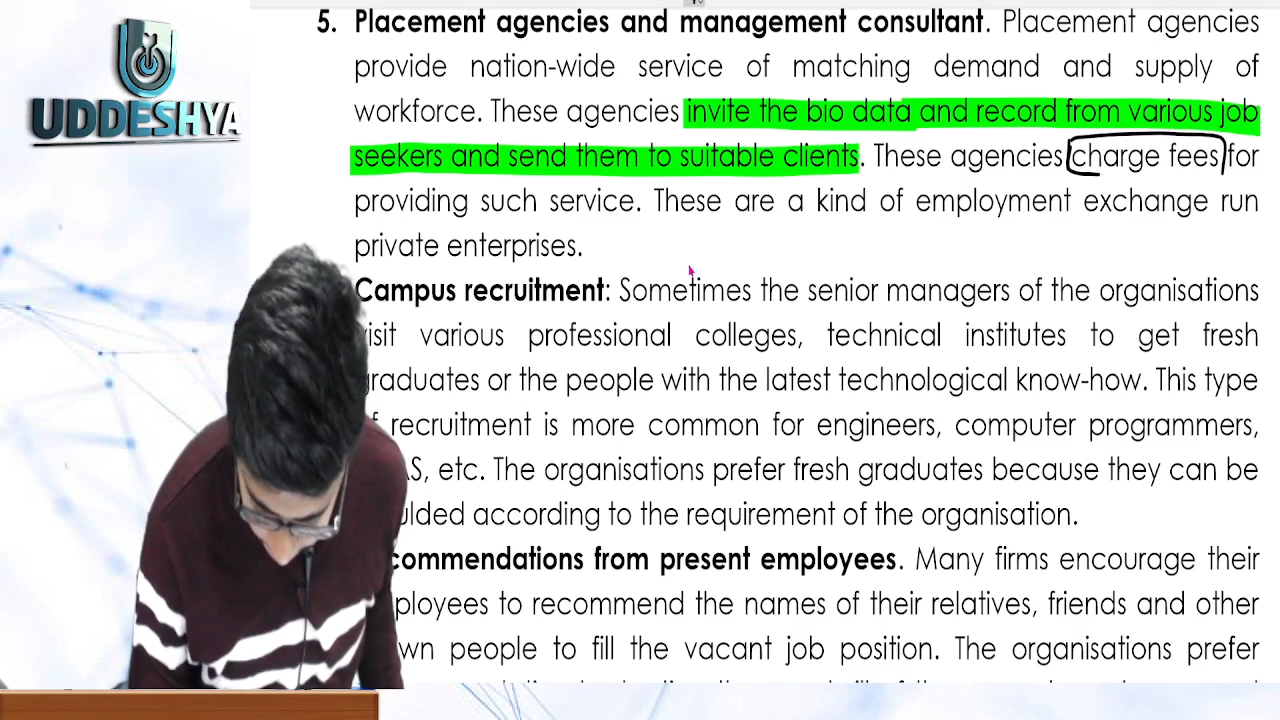 UDDESHYA
5. Placement agencies and management consultant. Placement agencies
provide nation-wide service of matching demand and supply of
workforce. These agencies invite the bio data and record from various job
seekers and send them to suitable clients. These agencies charge fees for
providing such service. These are a kind of employment exchange run
private enterprises.
Campus recruitment: Sometimes the senior managers of the organisations
isit various professional colleges, technical institutes to get fresh
graduates or the people with the latest technological know-how. This type
recruitment is more common for engineers, computer programmers,
etc. The organisations prefer fresh graduates because they can be
ulded according to the requirement of the organisation.
commendations from present employees. Many firms encourage their
ployees to recommend the names of their relatives, friends and other
wn people to fill the vacant job position. The organisations prefer